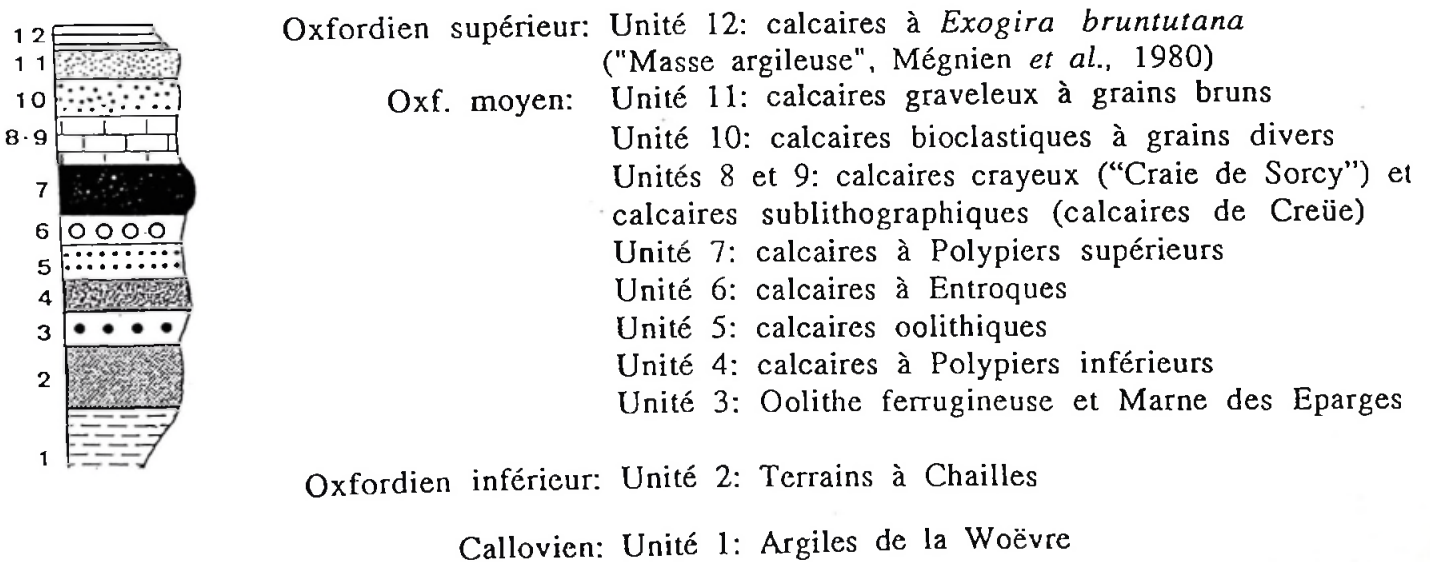 12
11
10
8·9
7
6
5
4
3
2
1
Oxfordien supérieur: Unité 12: calcaires à Exogira bruntutana
("Masse argileuse", Mégnien et al., 1980)
Oxf. moyen: Unité 11: calcaires graveleux à grains bruns
Unité 10: calcaires bioclastiques à grains divers
Unités 8 et 9: calcaires crayeux (“Craie de Sorcy”) et
calcaires sublithographiques (calcaires de Creüe)
Unité 7: calcaires à Polypiers supérieurs
Unité 6: calcaires à Entroques
Unité 5: calcaires oolithiques
Unité 4: calcaires à Polypiers inférieurs
Unité 3: Oolithe ferrugineuse et Marne des Eparges
Oxfordien inférieur: Unité 2: Terrains à Chailles
Callovien: Unité 1: Argiles de la Woëvre